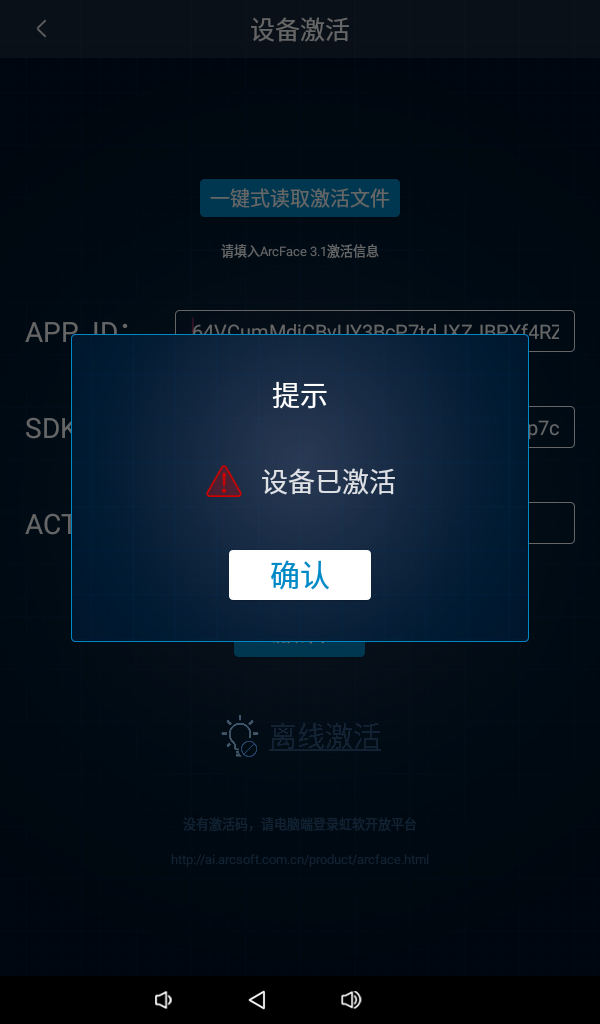 设备激活
一键式读取激活文件
请填入ArcFace 3.1激活信息
APP_ID:
SDK
p7c
ACT
提示
设备已激活
确认
离线激活
没有激活码，请电脑端登录虹软开放平台
http://ai.arcsoft.com.cn/product/arcface.html